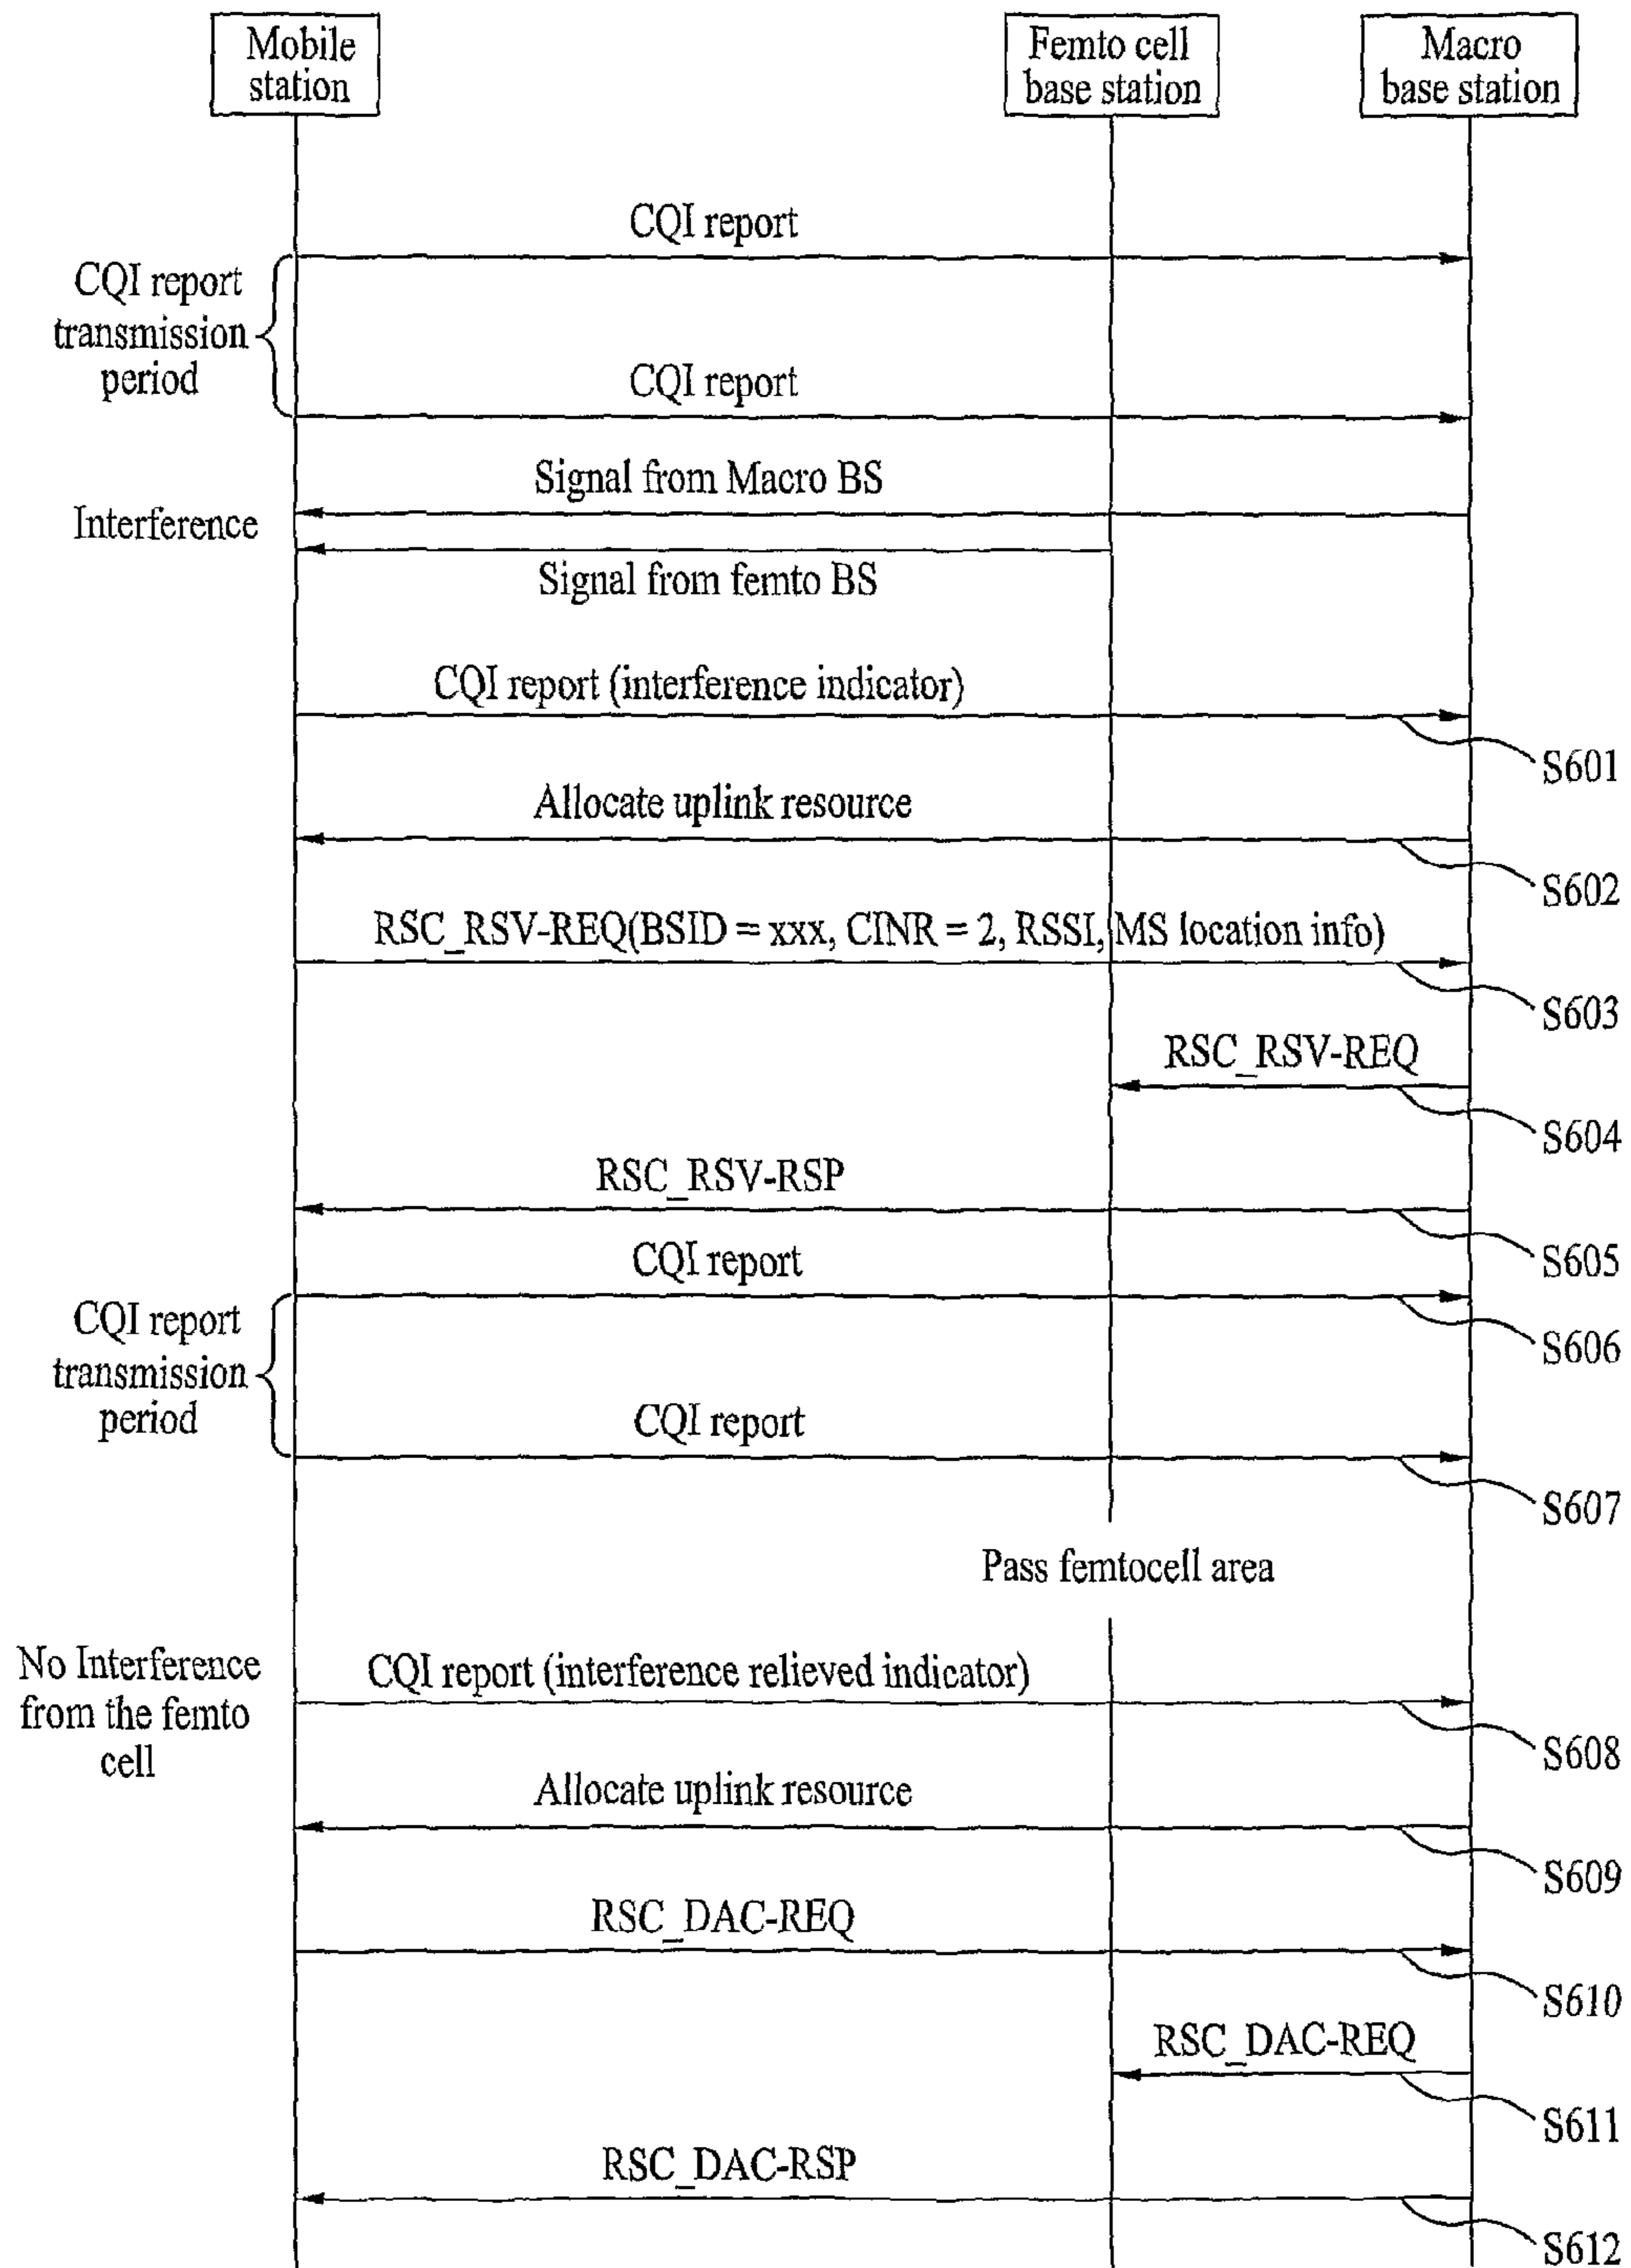 Mobile
station
Femto cell
base station
Macro
base station
CQI report
CQI report
transmission
period
CQI report
Signal from Macro BS
Interference
Signal from femto BS
CQI report (interference indicator)
S601
Allocate uplink resource
S602
RSC_RSV-REQ(BSID = xxx, CINR = 2, RSSI, MS location info)
S603
RSC_RSV-REQ
S604
RSC_RSV-RSP
S605
CQI report
S606
CQI report
transmission
period
CQI report
S607
Pass femtocell area
No Interference
from the femto
cell
CQI report (interference relieved indicator)
S608
Allocate uplink resource
S609
RSC_DAC-REQ
S610
RSC_DAC-REQ
S611
RSC_DAC-RSP
S612